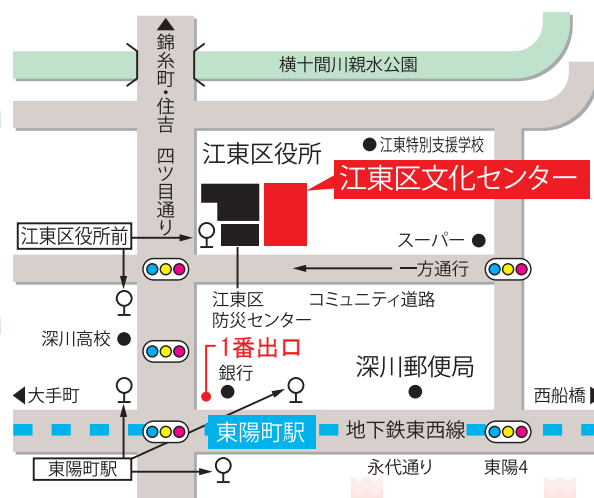 ▲錦糸町・住吉
四ツ目通り
横十間川親水公園
江東区役所
●江東特別支援学校
江東区文化センター
江東区役所前
スーパー●
一方通行
江東区
防災センター
コミュニティ道路
深川高校●
1番出口
銀行
深川郵便局
◀大手町
西船橋▶
東陽町駅
地下鉄東西線
東陽町駅
永代通り
東陽4